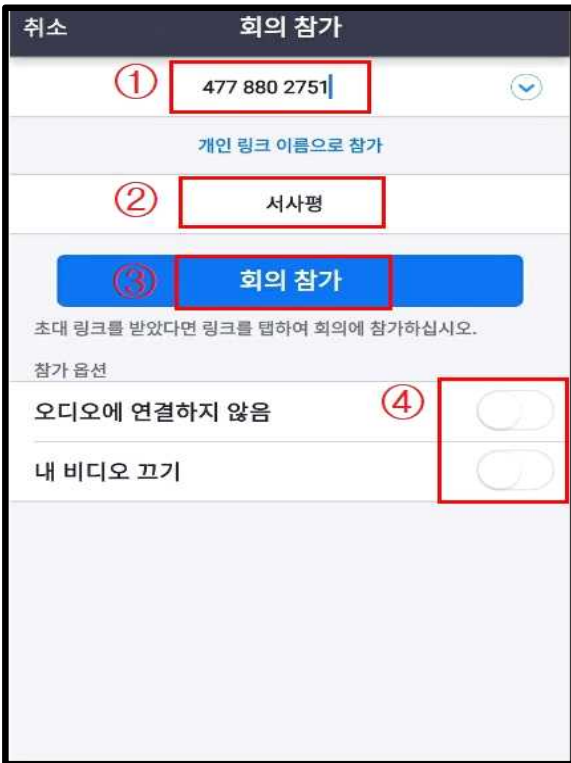 취소 회의 참가
① 477 880 2751
개인 링크 이름으로 참가
② 서사평
③ 회의 참가
초대 링크를 받았다면 링크를 탭하여 회의에 참가하십시오.
참가 옵션
오디오에 연결하지 않음 ④
내 비디오 끄기